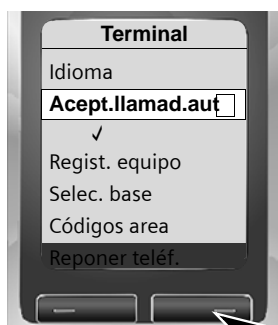 Terminal
Idioma
Acept.llamad.aut
✓
Regist. equipo
Selec. base
Códigos area
Reponer teléf.